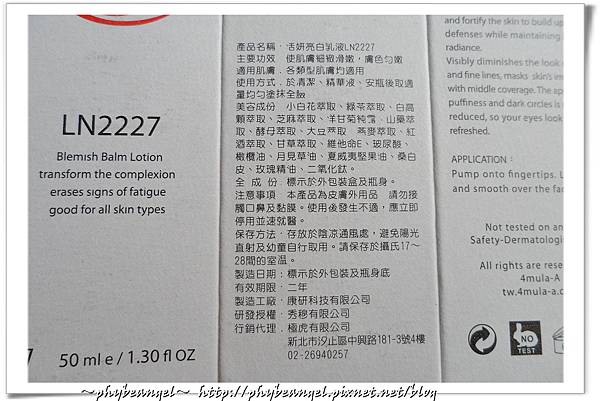 LN2227
Blemish Balm Lotion
transform the complexion
erases signs of fatigue
good for all skin types
50 ml e / 1.30 fl OZ
產品名稱．活妍亮白乳液LN2227
主要功效　使肌膚細緻滑嫩，膚色勻嫩
適用肌膚．各類型肌膚均適用
使用方式．於清潔、精華液、安瓶後取適
量均勻塗抹全臉
美容成份　小白花萃取、綠茶萃取、白高
顆萃取、芝麻萃取、洋甘菊純露、山藥萃
取、酵母萃取、大豆萃取　燕麥萃取、紅
酒萃取、甘草萃取、維他命E、玻尿酸、
橄欖油、月見草油、夏威夷堅果油、桑白
皮、玫瑰精油、二氧化鈦。
全 成 份．標示於外包裝盒及瓶身。
注意事項　本產品為皮膚外用品　請勿接
觸口鼻及黏膜。使用後發生不適，應立即
停用並速就醫。
保存方法．存放於陰涼通風處，避免陽光
直射及幼童自行取用。請保存於攝氏17～
28間的室溫。
製造日期：標示於外包裝及瓶身底
有效期限．二年
製造工廠．康研科技有限公司
研發授權．秀穆有限公司
行銷代理．極虎有限公司
新北市汐止區中興路181-3號4樓
02-26940257
and fortify the skin to build up
defenses while maintaining
radiance.
Visibly diminishes the look
and fine lines, masks skin's im
with middle coverage. The ap
puffiness and dark circles is
reduced, so your eyes look
refreshed.
APPLICATION :
Pump onto fingertips. L
and smooth over the fa
Not tested on an
Safety-Dermatologi
All rights are rese
4mula-A.c
tw.4mula-a.c
NO
TEST
～phybeangel～ http://phybeangel.pixnet.net/blog